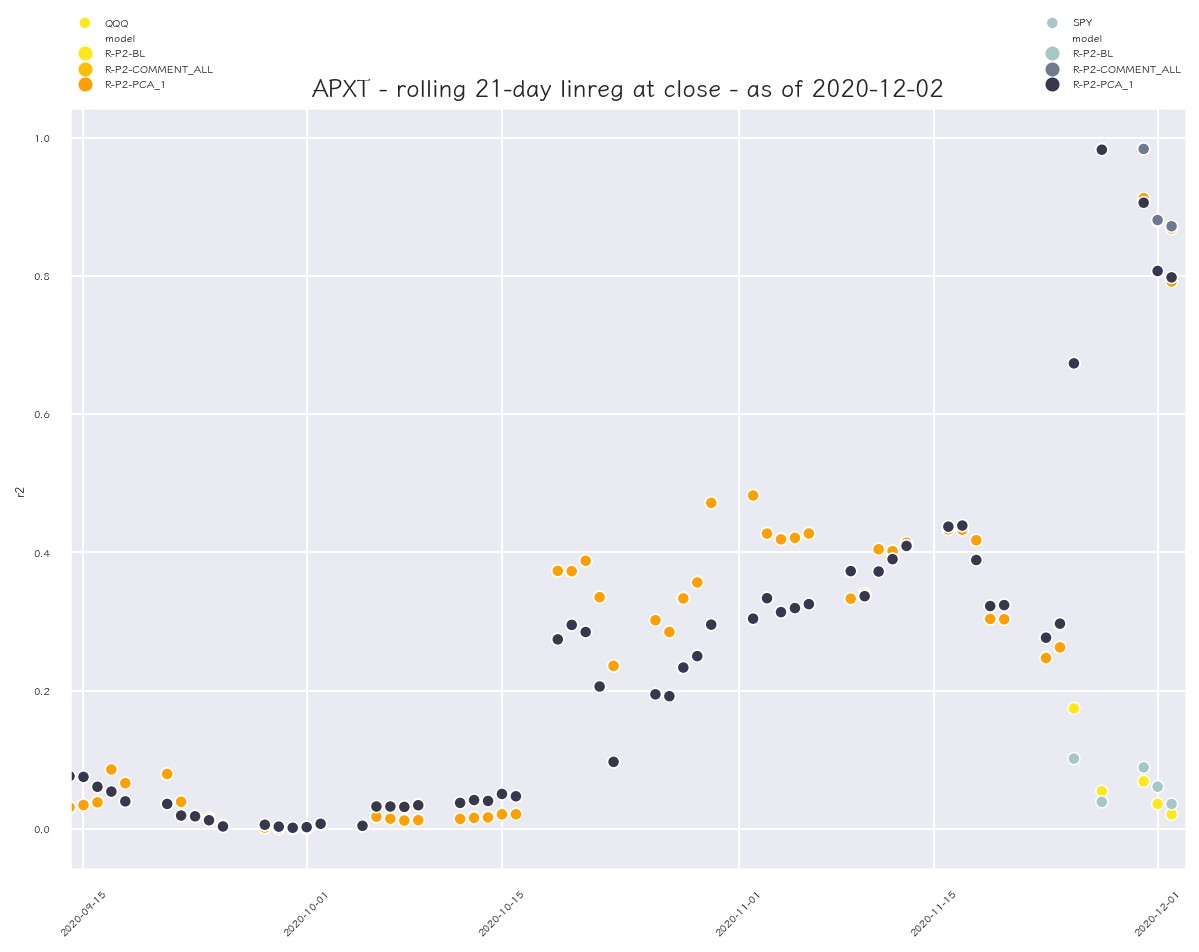 QQQ
model
R-P2-BL
R-P2-COMMENT_ALL
R-P2-PCA_1
SPY
model
R-P2-BL
R-P2-COMMENT_ALL
R-P2-PCA_1
APXT - rolling 21-day linreg at close - as of 2020-12-02
1.0
0.8
0.6
0.4
0.2
0.0
r2
2020-09-15
2020-10-01
2020-10-15
2020-11-01
2020-11-15
2020-12-01